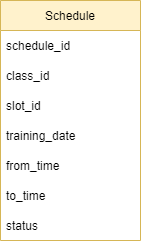 Schedule
schedule_id
class_id
slot_id
training_date
from_time
to_time
status